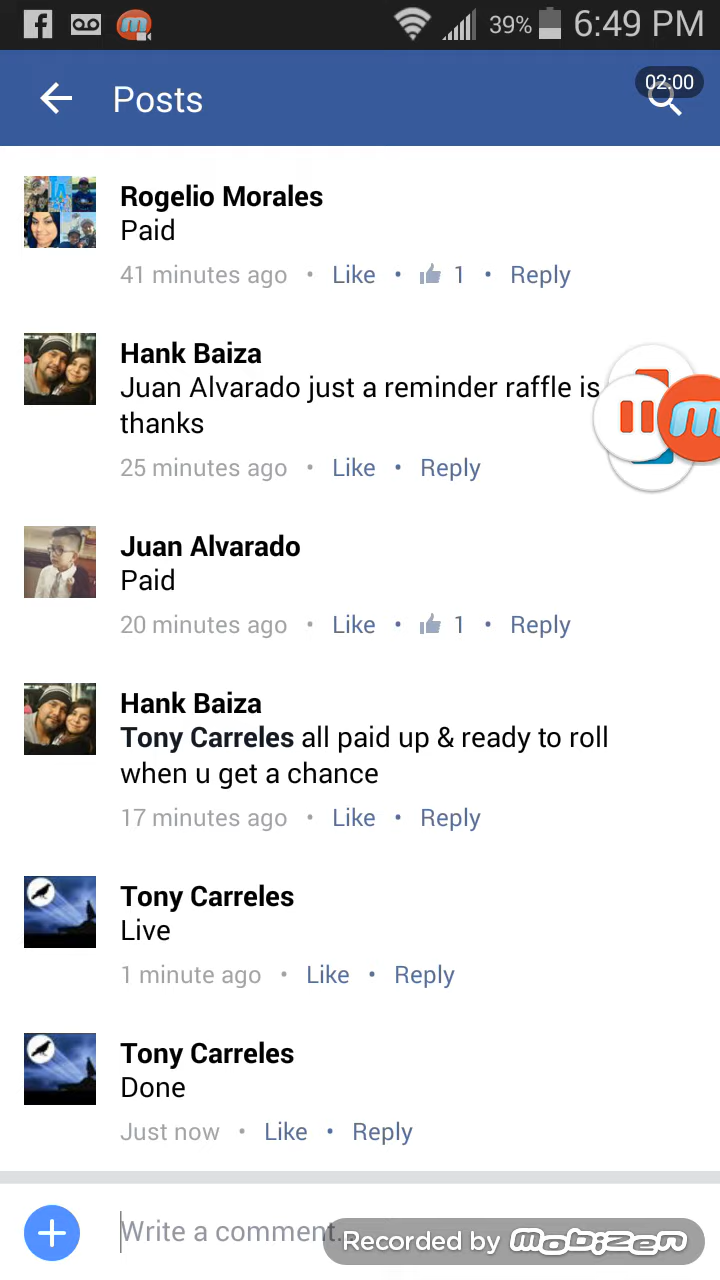 39% 6:49 PM
Posts
02:00
Rogelio Morales
Paid
41 minutes ago • Like • 1 • Reply
Hank Baiza
Juan Alvarado just a reminder raffle is
thanks
25 minutes ago • Like • Reply
Juan Alvarado
Paid
20 minutes ago • Like • 1 • Reply
Hank Baiza
Tony Carreles all paid up & ready to roll
when u get a chance
17 minutes ago • Like • Reply
Tony Carreles
Live
1 minute ago • Like • Reply
Tony Carreles
Done
Just now • Like • Reply
Write a comment.
Recorded by mobizen